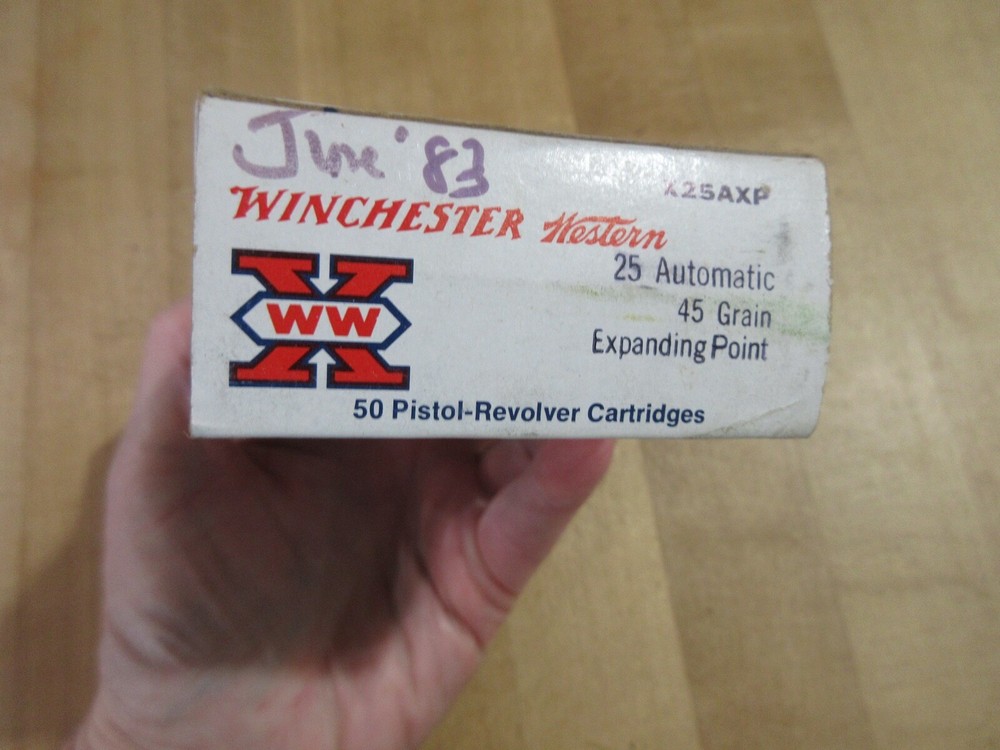 June '83
X25AXP
WINCHESTER Western
25 Automatic
45 Grain
Expanding Point
WW
50 Pistol-Revolver Cartridges